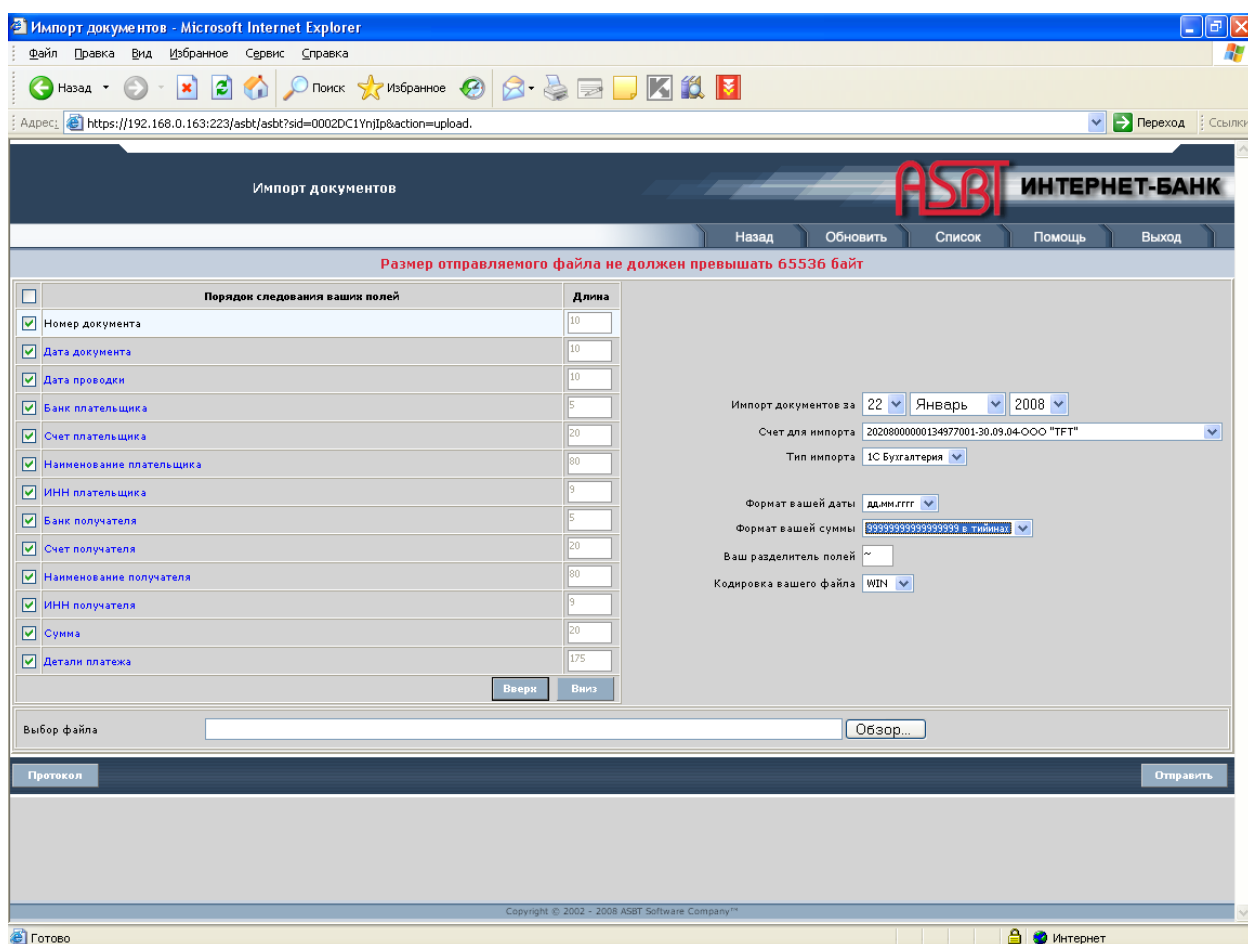 Импорт документов - Microsoft Internet Explorer
Файл Правка Вид Избранное Сервис Справка
Назад Поиск Избранное
Адрес: https://192.168.0.163:223/asbt/asbt?sid=0002DC1YnjIp&action=upload. Переход Ссылки
Импорт документов
ASBT ИНТЕРНЕТ-БАНК
Назад Обновить Список Помощь Выход
Размер отправляемого файла не должен превышать 65536 байт
Порядок следования ваших полей Длина
Номер документа 10
Дата документа 10
Дата проводки 10
Банк плательщика 5
Счет плательщика 20
Наименование плательщика 80
ИНН плательщика 9
Банк получателя 5
Счет получателя 20
Наименование получателя 80
ИНН получателя 9
Сумма 20
Детали платежа 175
Вверх Вниз
Импорт документов за 22 Январь 2008
Счет для импорта 20208000000134977001-30.09.04-ООО "TFT"
Тип импорта 1С Бухгалтерия
Формат вашей даты дд.мм.гггг
Формат вашей суммы 99999999999999999 в тийинах
Ваш разделитель полей ~
Кодировка вашего файла WIN
Выбор файла Обзор...
Протокол Отправить
Copyright © 2002 - 2008 ASBT Software Company™
Готово Интернет